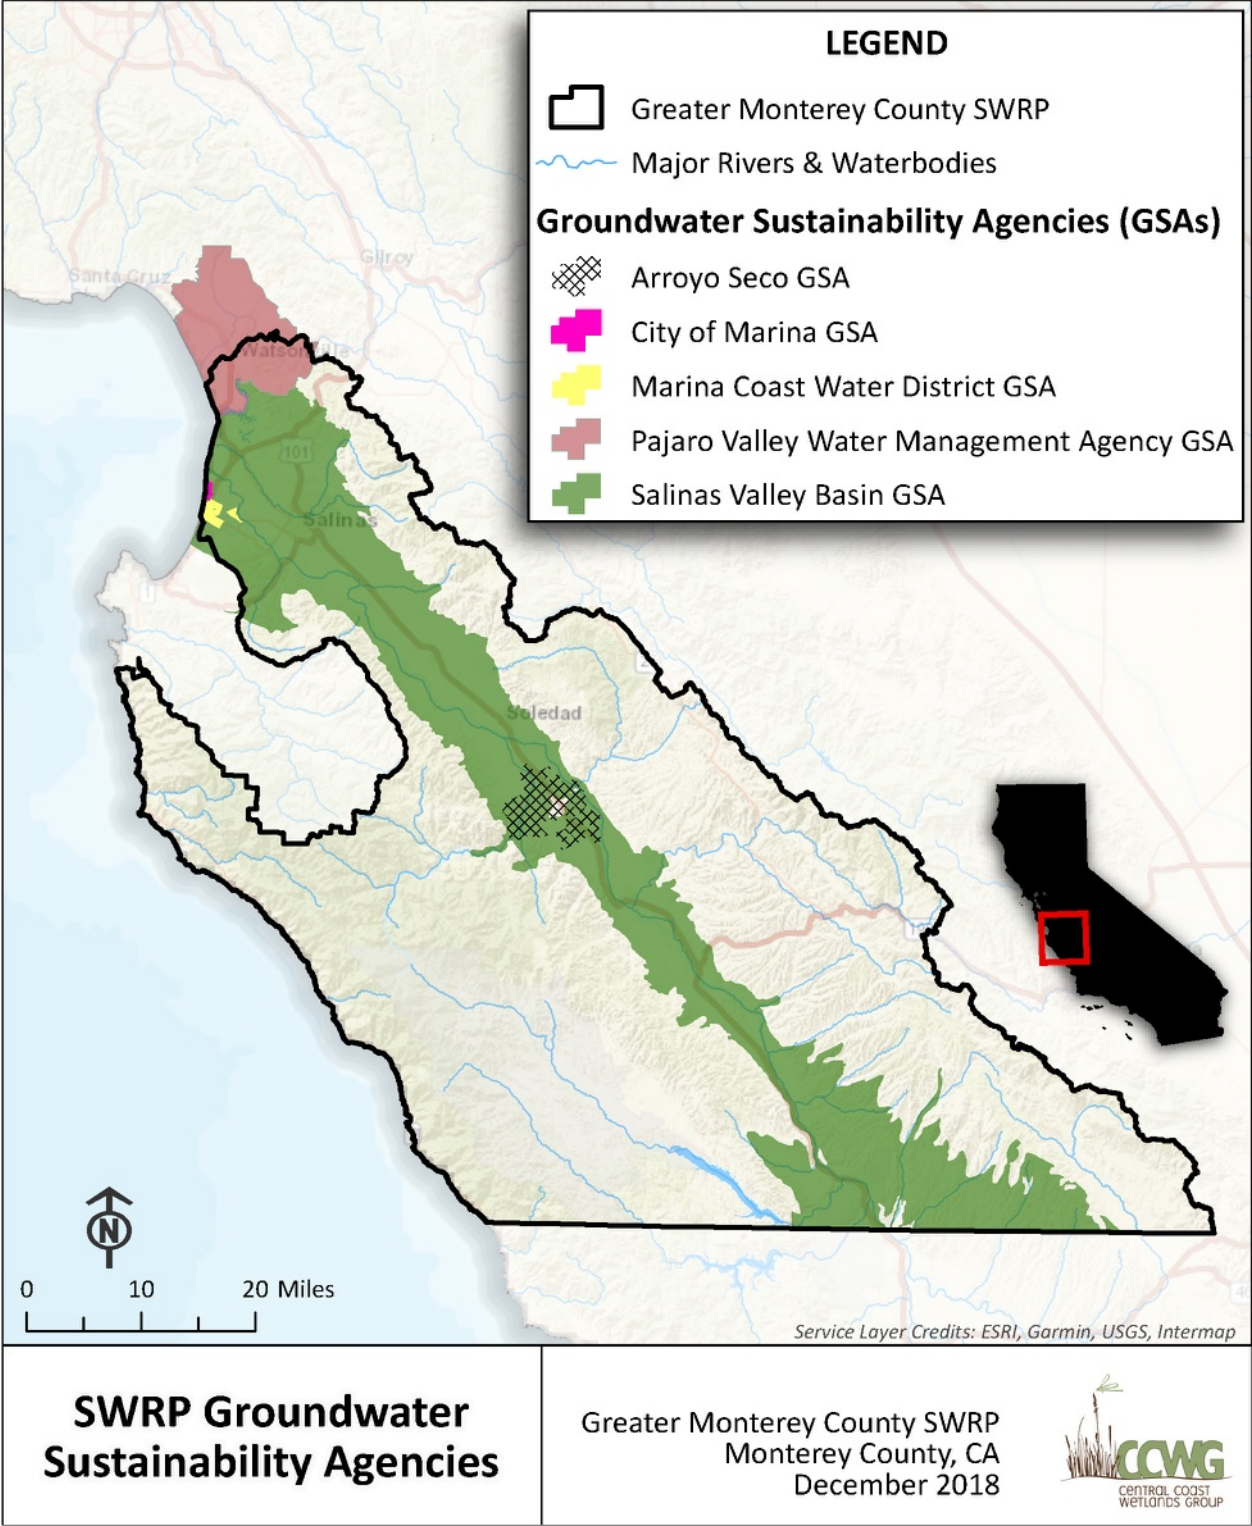 LEGEND
Greater Monterey County SWRP
Major Rivers & Waterbodies
Groundwater Sustainability Agencies (GSAs)
Arroyo Seco GSA
City of Marina GSA
Marina Coast Water District GSA
Pajaro Valley Water Management Agency GSA
Salinas Valley Basin GSA
Gilroy
Santa Cruz
Watsonville
101
Salinas
1
Soledad
N
0 10 20 Miles
Service Layer Credits: ESRI, Garmin, USGS, Intermap
SWRP Groundwater
Sustainability Agencies
Greater Monterey County SWRP
Monterey County, CA
December 2018
CCWG
CENTRAL COAST
WETLANDS GROUP